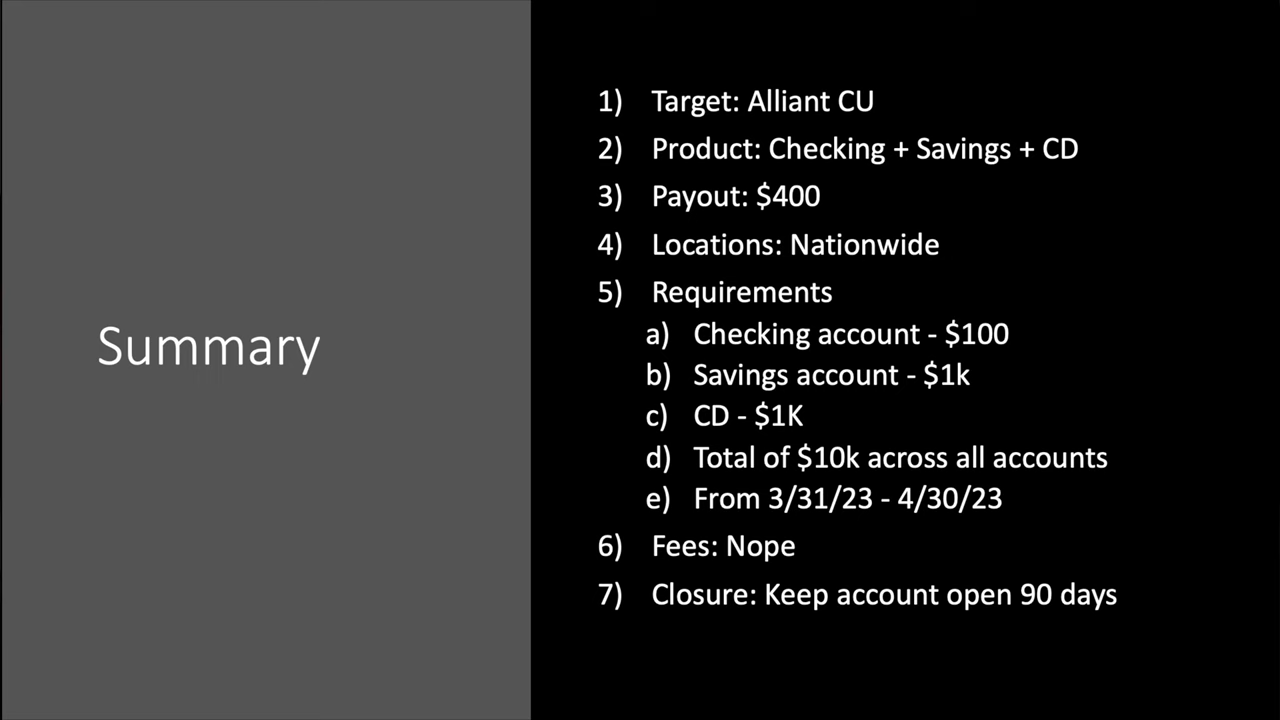 Summary
1) Target: Alliant CU
2) Product: Checking + Savings + CD
3) Payout: $400
4) Locations: Nationwide
5) Requirements
a) Checking account - $100
b) Savings account - $1k
c) CD - $1K
d) Total of $10k across all accounts
e) From 3/31/23 - 4/30/23
6) Fees: Nope
7) Closure: Keep account open 90 days